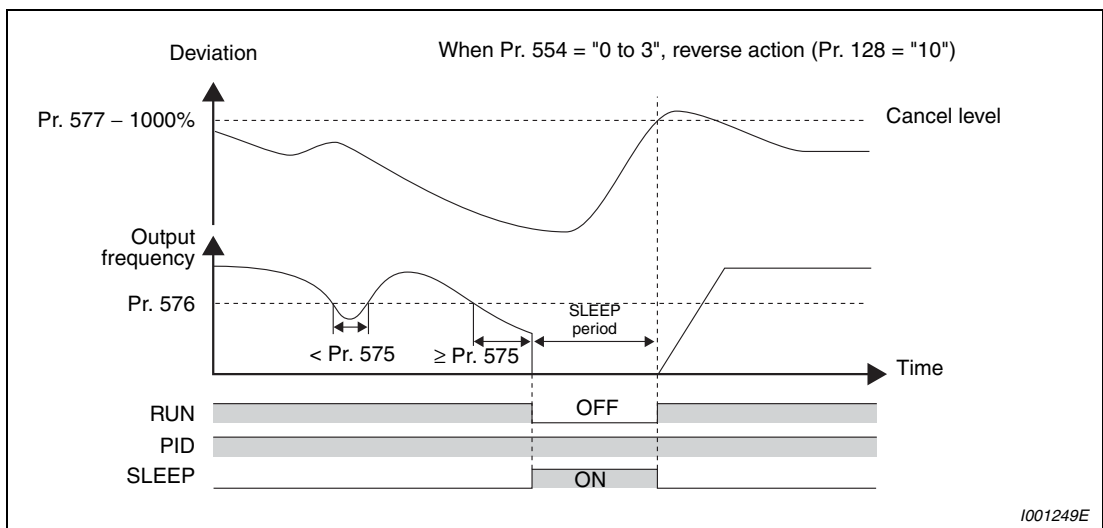 Deviation
When Pr. 554 = "0 to 3", reverse action (Pr. 128 = "10")
Pr. 577 – 1000%
Cancel level
Output
frequency
Pr. 576
SLEEP
period
< Pr. 575
≥ Pr. 575
Time
RUN
OFF
PID
SLEEP
ON
I001249E